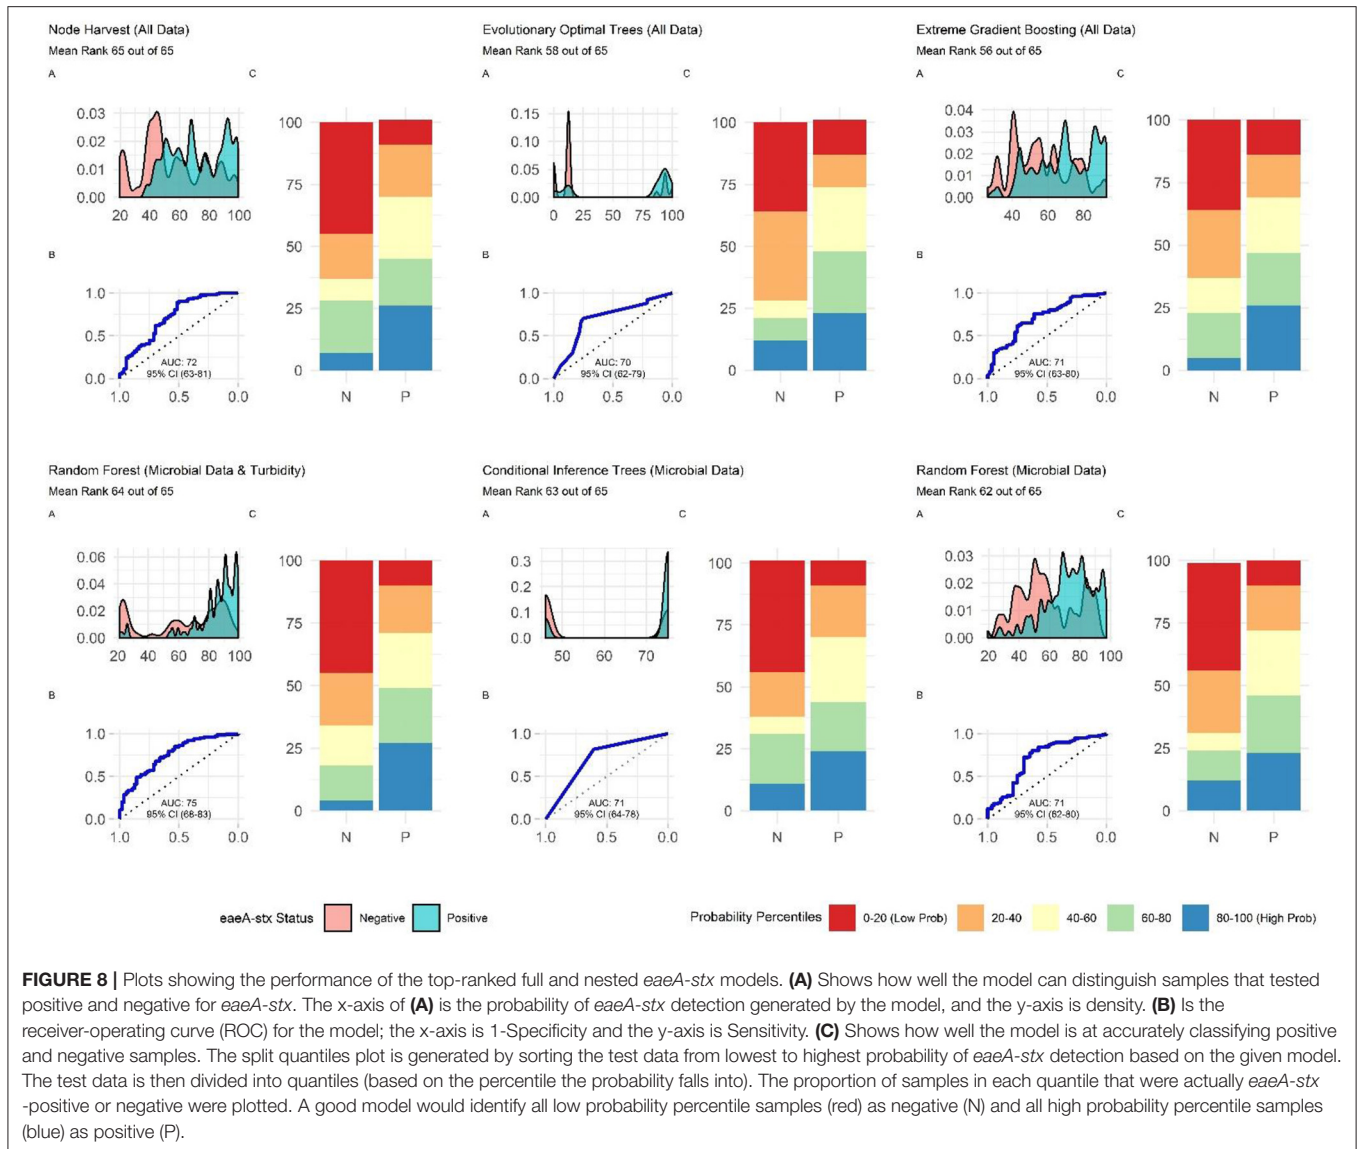 Node Harvest (All Data)
Mean Rank 65 out of 65
A
C
0.03
0.02
0.01
0.00
20 40 60 80 100
100
75
50
25
0
N P
B
1.0
0.5
0.0
AUC: 72
95% CI (63-81)
1.0 0.5 0.0
Evolutionary Optimal Trees (All Data)
Mean Rank 58 out of 65
A
C
0.15
0.10
0.05
0.00
0 25 50 75 100
100
75
50
25
0
N P
B
1.0
0.5
0.0
AUC: 70
95% CI (62-79)
1.0 0.5 0.0
Extreme Gradient Boosting (All Data)
Mean Rank 56 out of 65
A
C
0.04
0.03
0.02
0.01
0.00
40 60 80
100
75
50
25
0
N P
B
1.0
0.5
0.0
AUC: 71
95% CI (63-80)
1.0 0.5 0.0
Random Forest (Microbial Data & Turbidity)
Mean Rank 64 out of 65
A
C
0.06
0.04
0.02
0.00
20 40 60 80 100
100
75
50
25
0
N P
B
1.0
0.5
0.0
AUC: 75
95% CI (68-83)
1.0 0.5 0.0
Conditional Inference Trees (Microbial Data)
Mean Rank 63 out of 65
A
C
0.3
0.2
0.1
0.0
50 60 70
100
75
50
25
0
N P
B
1.0
0.5
0.0
AUC: 71
95% CI (64-78)
1.0 0.5 0.0
Random Forest (Microbial Data)
Mean Rank 62 out of 65
A
C
0.03
0.02
0.01
0.00
20 40 60 80 100
100
75
50
25
0
N P
B
1.0
0.5
0.0
AUC: 71
95% CI (62-80)
1.0 0.5 0.0
eaeA-stx Status Negative Positive
Probability Percentiles 0-20 (Low Prob) 20-40 40-60 60-80 80-100 (High Prob)
FIGURE 8 | Plots showing the performance of the top-ranked full and nested eaeA-stx models. (A) Shows how well the model can distinguish samples that tested
positive and negative for eaeA-stx. The x-axis of (A) is the probability of eaeA-stx detection generated by the model, and the y-axis is density. (B) Is the
receiver-operating curve (ROC) for the model; the x-axis is 1-Specificity and the y-axis is Sensitivity. (C) Shows how well the model is at accurately classifying positive
and negative samples. The split quantiles plot is generated by sorting the test data from lowest to highest probability of eaeA-stx detection based on the given model.
The test data is then divided into quantiles (based on the percentile the probability falls into). The proportion of samples in each quantile that were actually eaeA-stx
-positive or negative were plotted. A good model would identify all low probability percentile samples (red) as negative (N) and all high probability percentile samples
(blue) as positive (P).